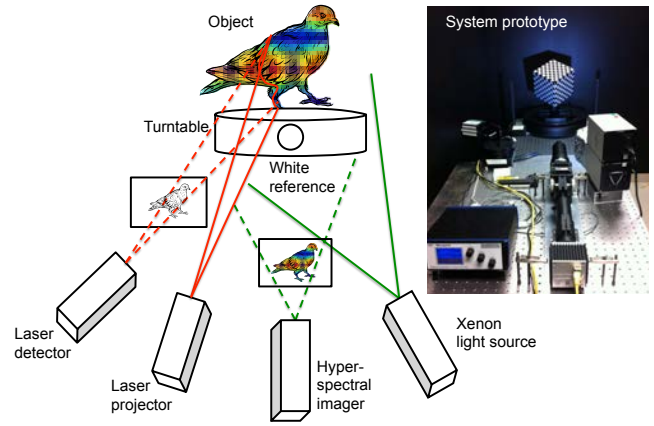 Object
System prototype
Turntable
White
reference
Laser
detector
Laser
projector
Hyper-
spectral
imager
Xenon
light source